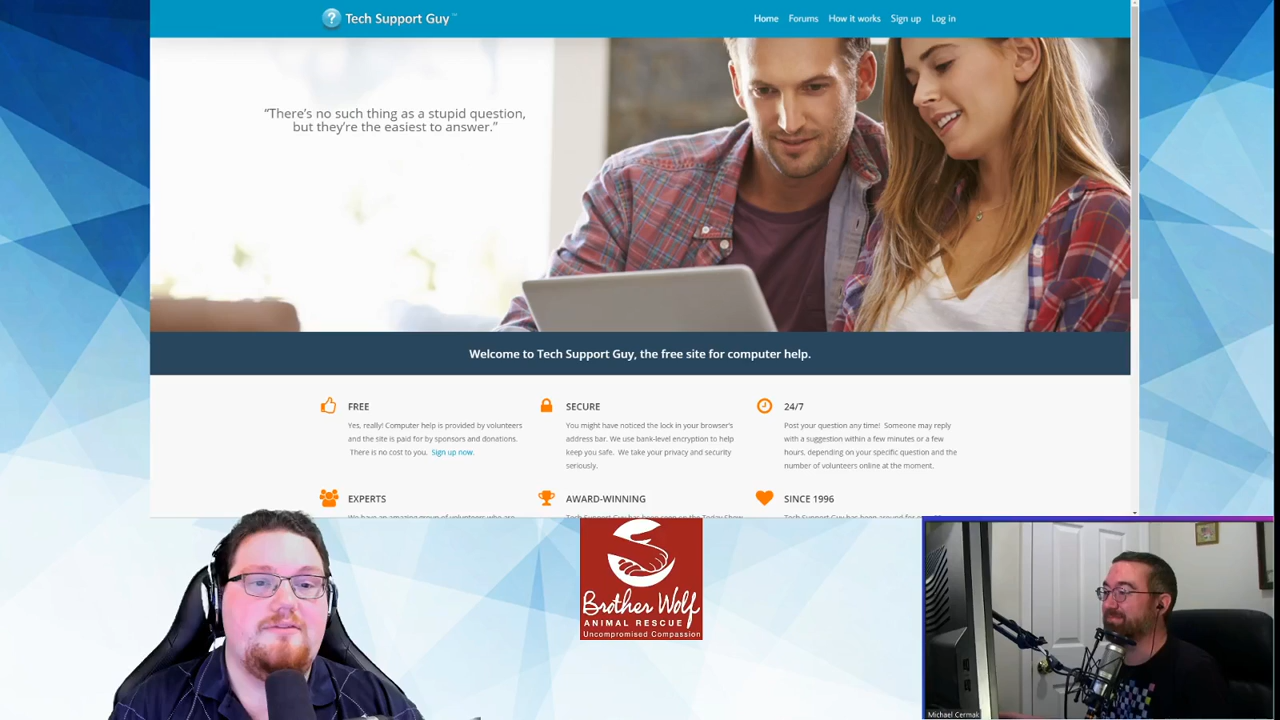 Tech Support Guy™
Home Forums How it works Sign up Log in
“There’s no such thing as a stupid question,
but they’re the easiest to answer.”
Welcome to Tech Support Guy, the free site for computer help.
FREE
Yes, really! Computer help is provided by volunteers
and the site is paid for by sponsors and donations.
There is no cost to you. Sign up now.
SECURE
You might have noticed the lock in your browser's
address bar. We use bank-level encryption to help
keep you safe. We take your privacy and security
seriously.
24/7
Post your question any time! Someone may reply
with a suggestion within a few minutes or a few
hours, depending on your specific question and the
number of volunteers online at the moment.
EXPERTS
AWARD-WINNING
SINCE 1996
Brother Wolf
ANIMAL RESCUE
Uncompromised Compassion
Michael Cermak